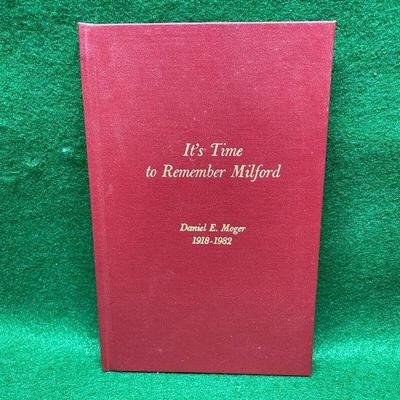 It's Time
to Remember Milford
Daniel E. Moger
1918-1982